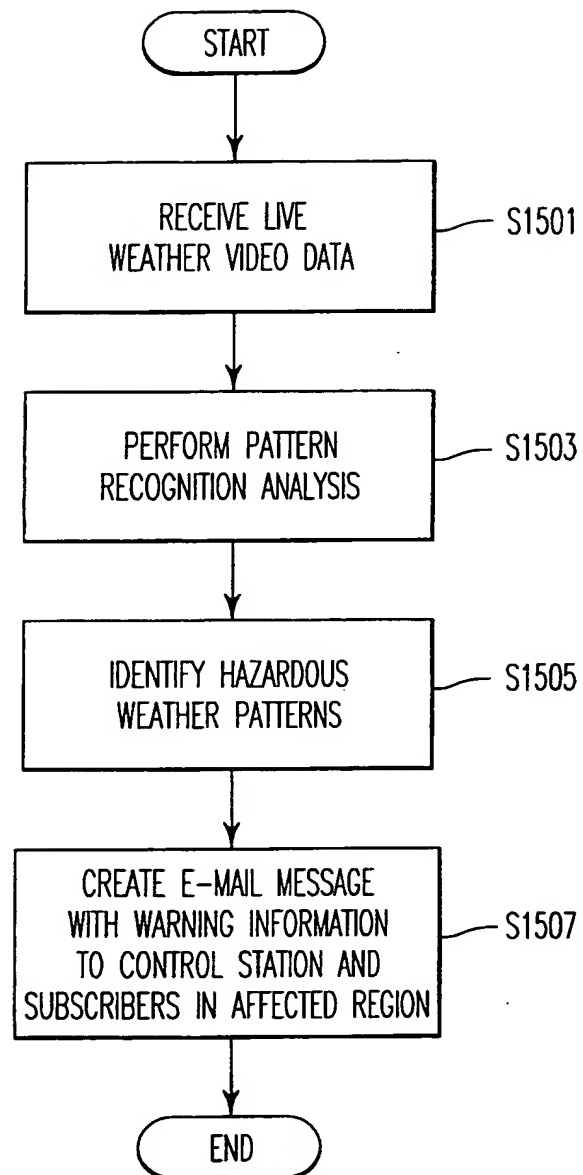 START
RECEIVE LIVE
WEATHER VIDEO DATA
S1501
PERFORM PATTERN
RECOGNITION ANALYSIS
S1503
IDENTIFY HAZARDOUS
WEATHER PATTERNS
S1505
CREATE E-MAIL MESSAGE
WITH WARNING INFORMATION
TO CONTROL STATION AND
SUBSCRIBERS IN AFFECTED REGION
S1507
END